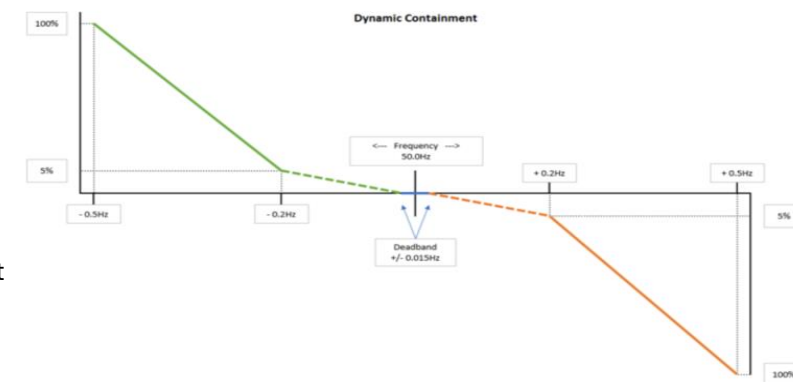 Dynamic Containment
100%
<— Frequency —>
50.0Hz
5%
+ 0.2Hz
+ 0.5Hz
- 0.5Hz
- 0.2Hz
5%
Deadband
+/- 0.015Hz
t
100%